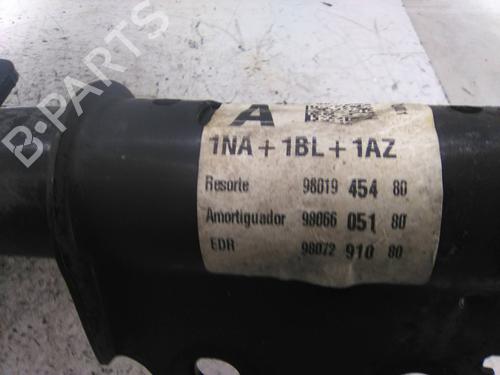 A
1NA + 1BL + 1AZ
Resorte 98019 454 80
Amortiguador 98066 051 80
EDR 98072 910 80
B-PARTS